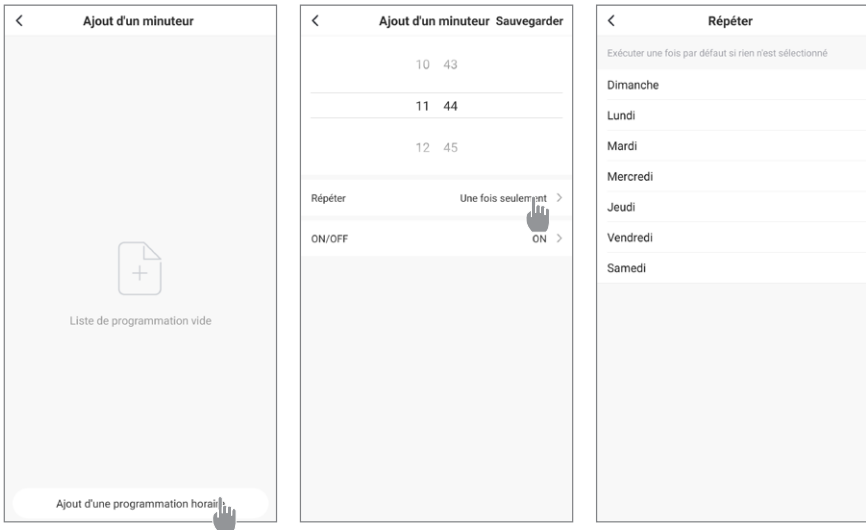 Ajout d'un minuteur
Liste de programmation vide
Ajout d'une programmation horaire
Ajout d'un minuteur Sauvegarder
10 43
11 44
12 45
Répéter Une fois seulement
ON/OFF ON
Répéter
Exécuter une fois par défaut si rien n'est sélectionné
Dimanche
Lundi
Mardi
Mercredi
Jeudi
Vendredi
Samedi